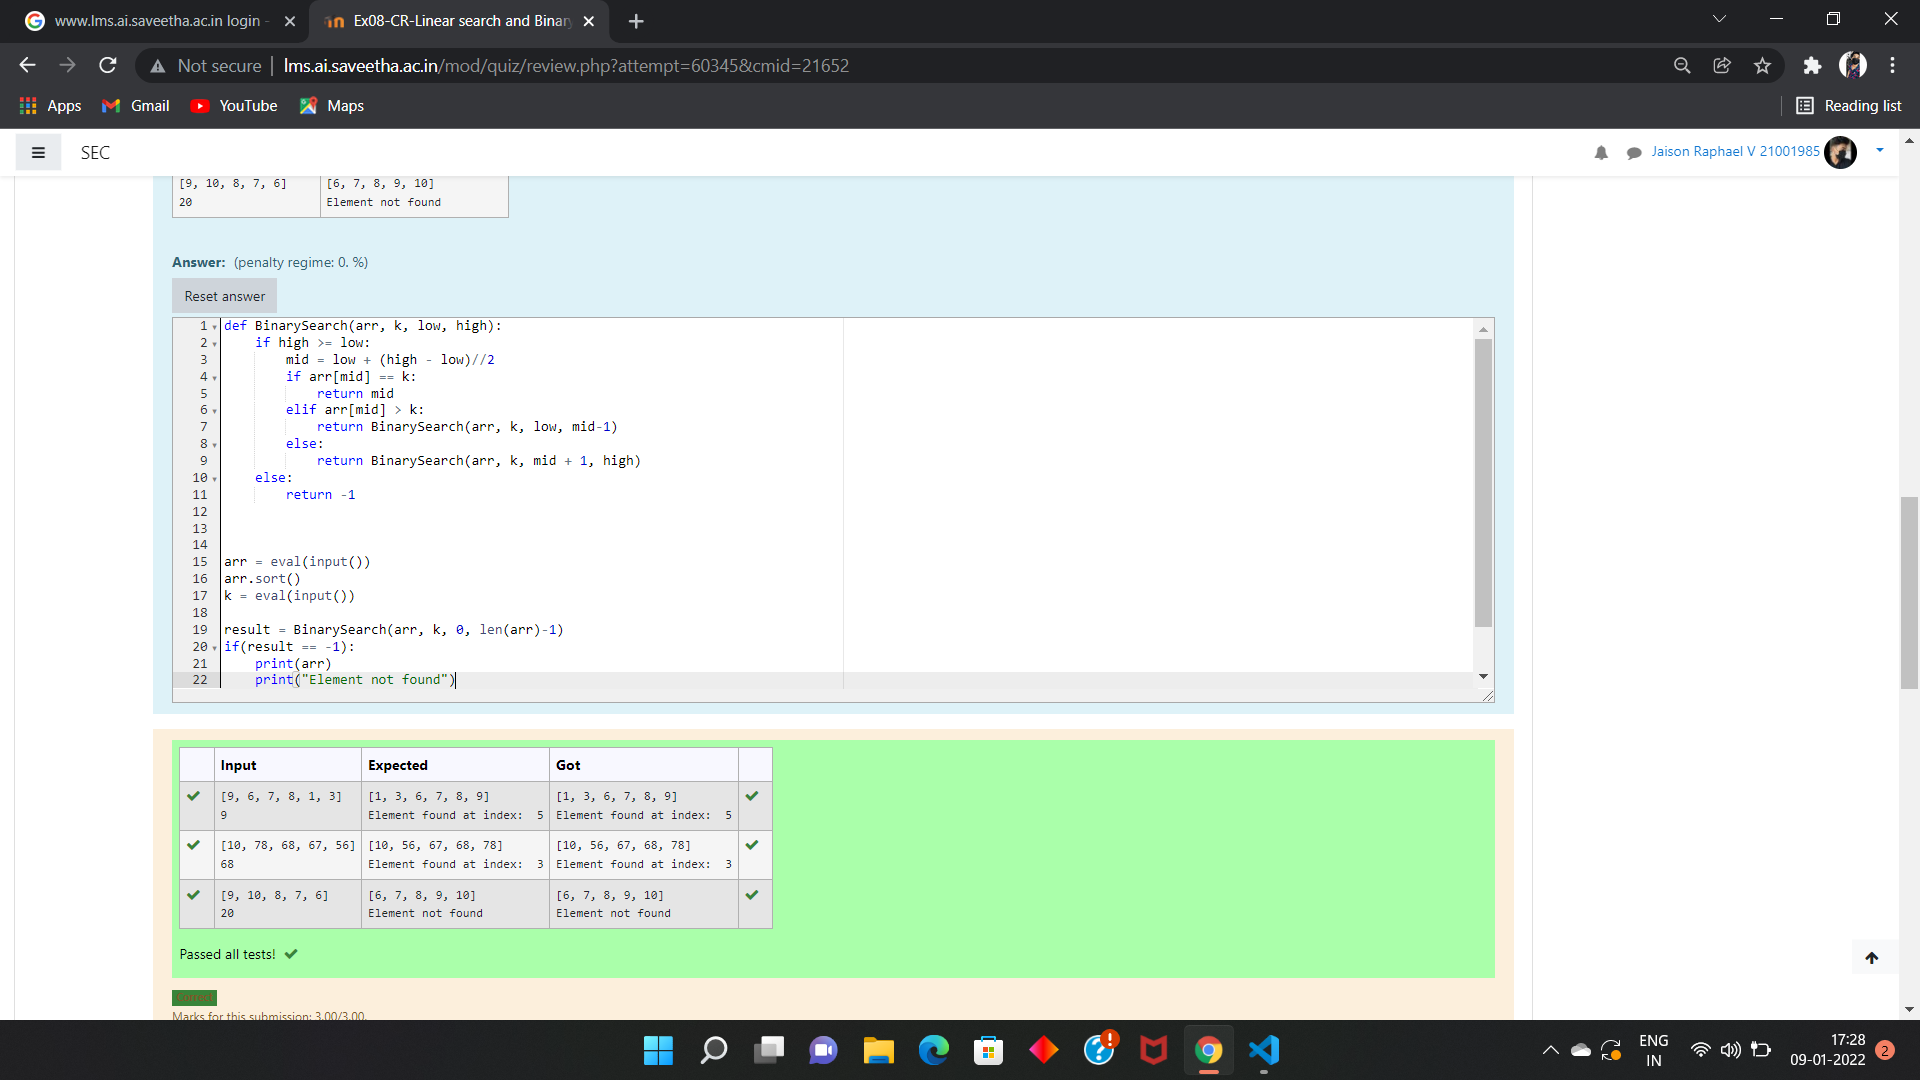 www.lms.ai.saveetha.ac.in login -
Ex08-CR-Linear search and Binar
Not secure
lms.ai.saveetha.ac.in/mod/quiz/review.php?attempt=60345&cmid=21652
Apps
Gmail
YouTube
Maps
Reading list
SEC
Jaison Raphael V 21001985
[9, 10, 8, 7, 6] [6, 7, 8, 9, 10]
20 Element not found
Answer: (penalty regime: 0. %)
Reset answer
1 def BinarySearch(arr, k, low, high):
2     if high >= low:
3         mid = low + (high - low)//2
4         if arr[mid] == k:
5             return mid
6         elif arr[mid] > k:
7             return BinarySearch(arr, k, low, mid-1)
8         else:
9             return BinarySearch(arr, k, mid + 1, high)
10     else:
11         return -1
12
13
14
15 arr = eval(input())
16 arr.sort()
17 k = eval(input())
18
19 result = BinarySearch(arr, k, 0, len(arr)-1)
20 if(result == -1):
21     print(arr)
22     print("Element not found")
Input Expected Got
[9, 6, 7, 8, 1, 3] [1, 3, 6, 7, 8, 9] [1, 3, 6, 7, 8, 9]
9 Element found at index:  5 Element found at index:  5
[10, 78, 68, 67, 56] [10, 56, 67, 68, 78] [10, 56, 67, 68, 78]
68 Element found at index:  3 Element found at index:  3
[9, 10, 8, 7, 6] [6, 7, 8, 9, 10] [6, 7, 8, 9, 10]
20 Element not found Element not found
Passed all tests!
Correct
Marks for this submission: 3.00/3.00.
ENG
IN
17:28
09-01-2022
2